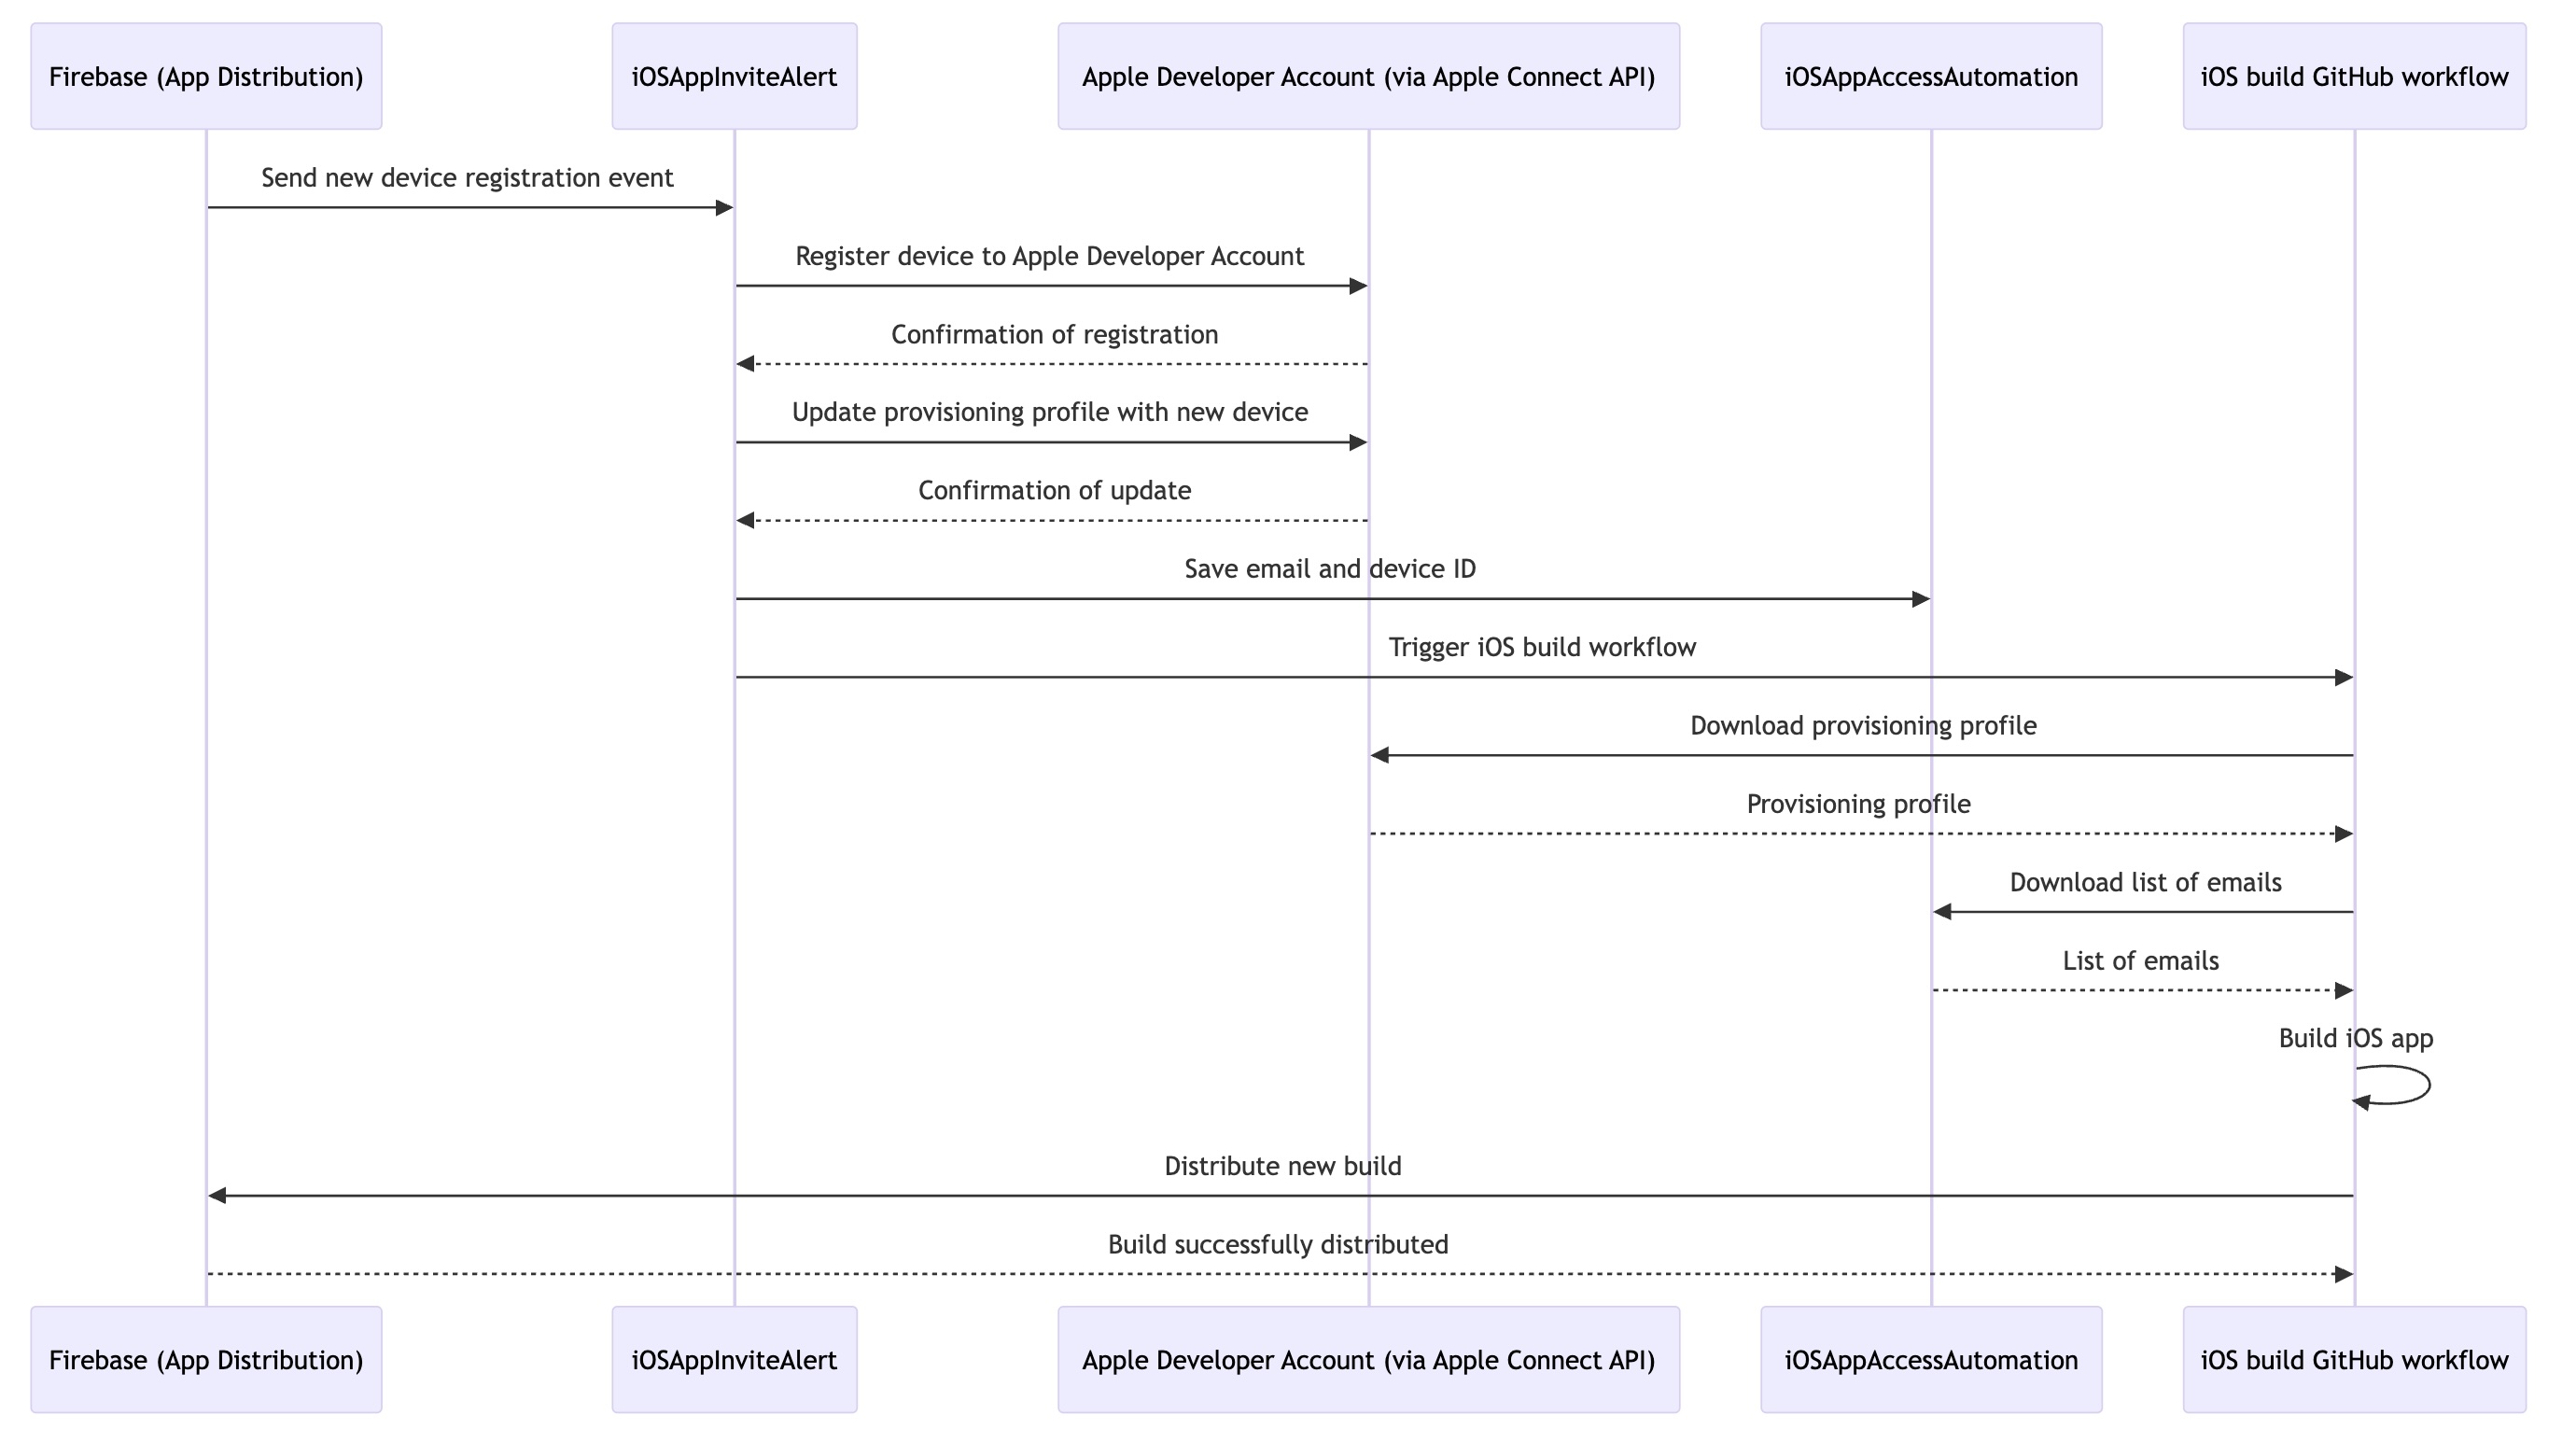 Firebase (App Distribution)
iOSAppInviteAlert
Apple Developer Account (via Apple Connect API)
iOSAppAccessAutomation
iOS build GitHub workflow
Send new device registration event
Register device to Apple Developer Account
Confirmation of registration
Update provisioning profile with new device
Confirmation of update
Save email and device ID
Trigger iOS build workflow
Download provisioning profile
Provisioning profile
Download list of emails
List of emails
Build iOS app
Distribute new build
Build successfully distributed
Firebase (App Distribution)
iOSAppInviteAlert
Apple Developer Account (via Apple Connect API)
iOSAppAccessAutomation
iOS build GitHub workflow